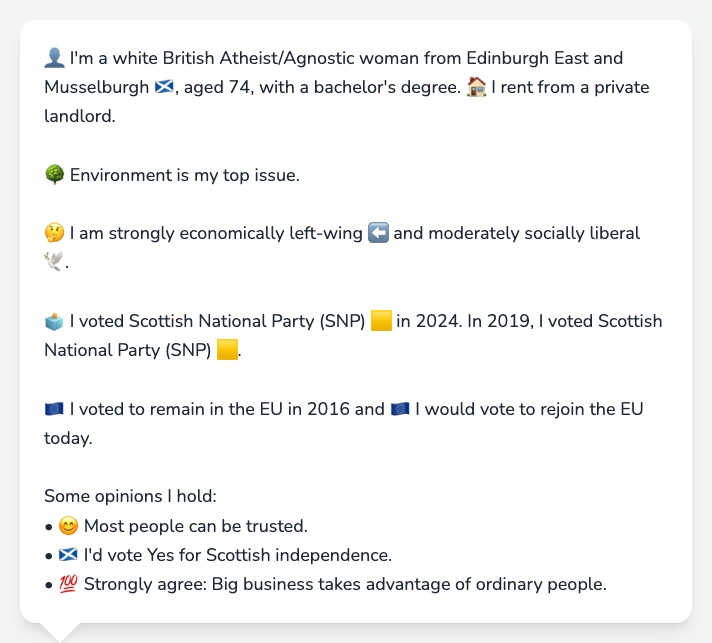 👤 I'm a white British Atheist/Agnostic woman from Edinburgh East and
Musselburgh 🏴󠁧󠁢󠁳󠁣󠁴󠁿, aged 74, with a bachelor's degree. 🏠 I rent from a private
landlord.
🌳 Environment is my top issue.
🤔 I am strongly economically left-wing ⬅️ and moderately socially liberal
🕊️.
🗳️ I voted Scottish National Party (SNP) 🟨 in 2024. In 2019, I voted Scottish
National Party (SNP) 🟨.
🇪🇺 I voted to remain in the EU in 2016 and 🇪🇺 I would vote to rejoin the EU
today.
Some opinions I hold:
• 😊 Most people can be trusted.
• 🏴󠁧󠁢󠁳󠁣󠁴󠁿 I'd vote Yes for Scottish independence.
• 💯 Strongly agree: Big business takes advantage of ordinary people.